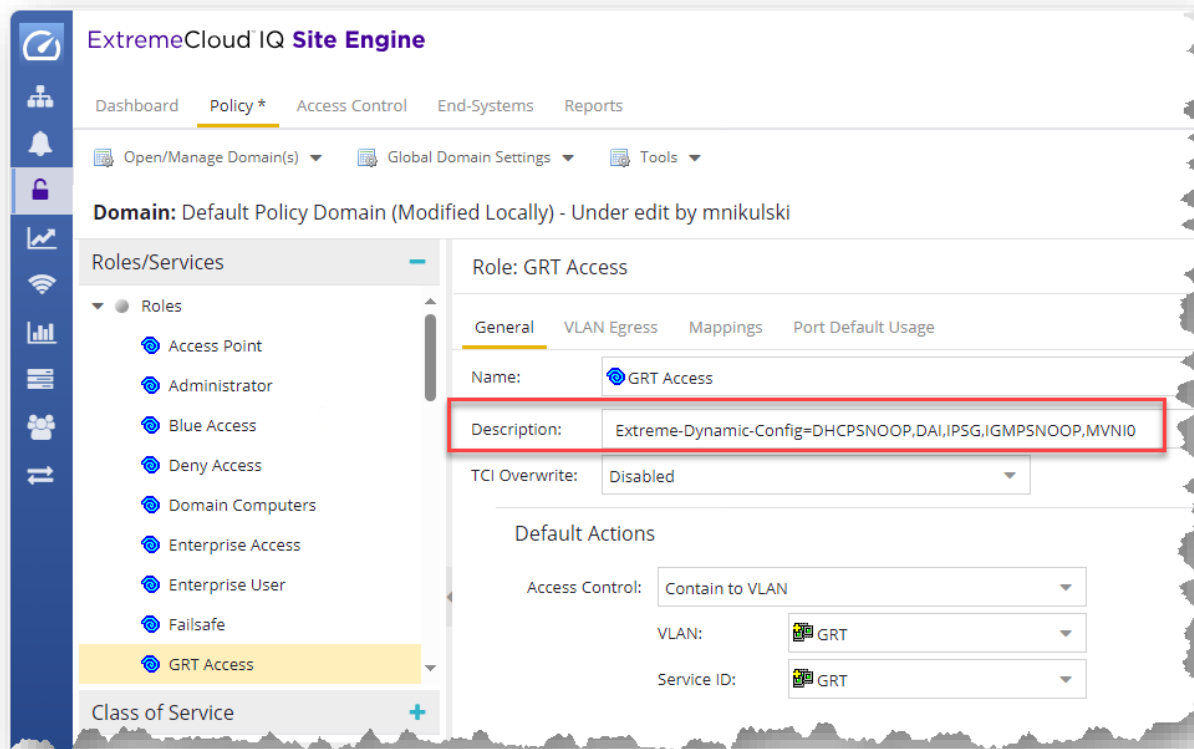 ExtremeCloud IQ Site Engine
Dashboard Policy * Access Control End-Systems Reports
Open/Manage Domain(s) Global Domain Settings Tools
Domain: Default Policy Domain (Modified Locally) - Under edit by mnikulski
Roles/Services
Roles
Access Point
Administrator
Blue Access
Deny Access
Domain Computers
Enterprise Access
Enterprise User
Failsafe
GRT Access
Class of Service
Role: GRT Access
General VLAN Egress Mappings Port Default Usage
Name: GRT Access
Description: Extreme-Dynamic-Config=DHCPSNOOP,DAI,IPSG,IGMPSNOOP,MVNI0
TCI Overwrite: Disabled
Default Actions
Access Control: Contain to VLAN
VLAN: GRT
Service ID: GRT